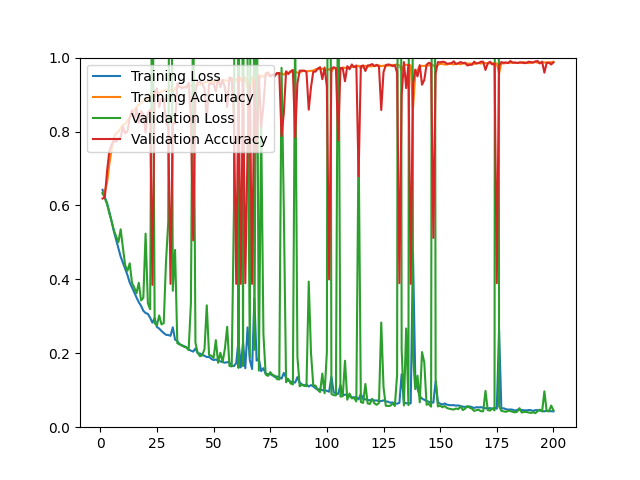 1.0
0.8
0.6
0.4
0.2
0.0
Training Loss
Training Accuracy
Validation Loss
Validation Accuracy
0 25 50 75 100 125 150 175 200